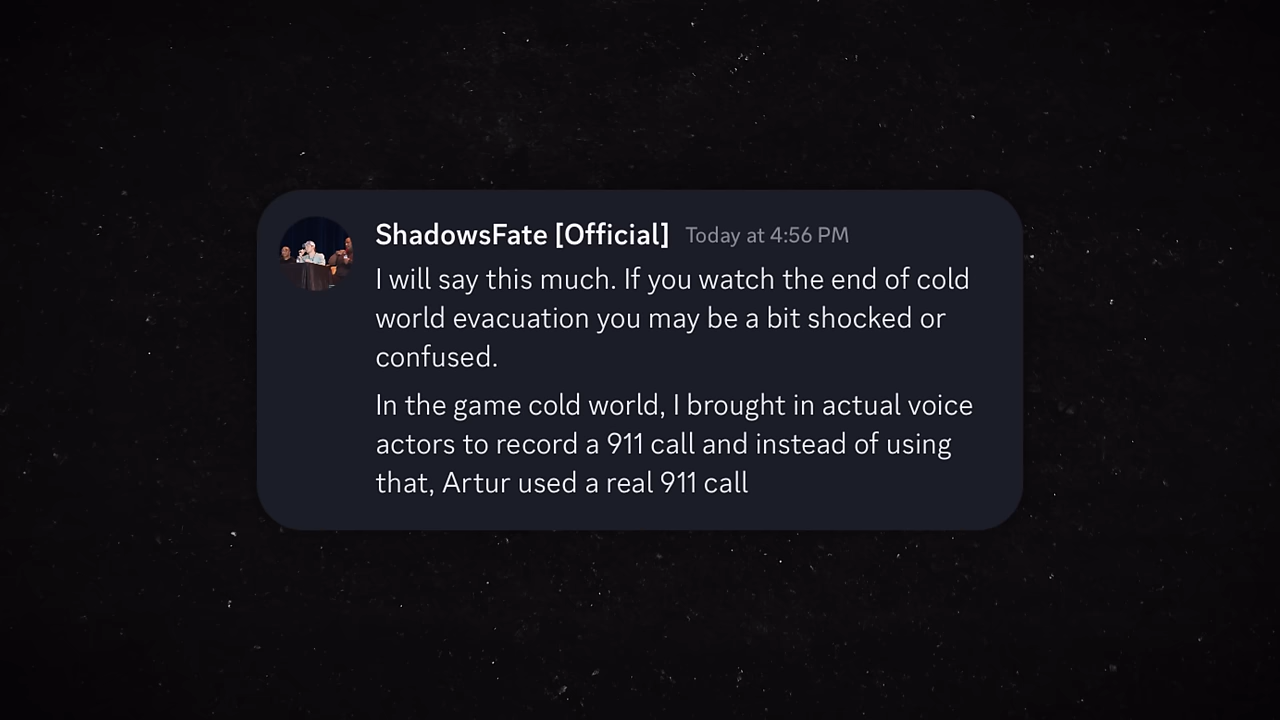 ShadowsFate [Official] Today at 4:56 PM
I will say this much. If you watch the end of cold
world evacuation you may be a bit shocked or
confused.
In the game cold world, I brought in actual voice
actors to record a 911 call and instead of using
that, Artur used a real 911 call